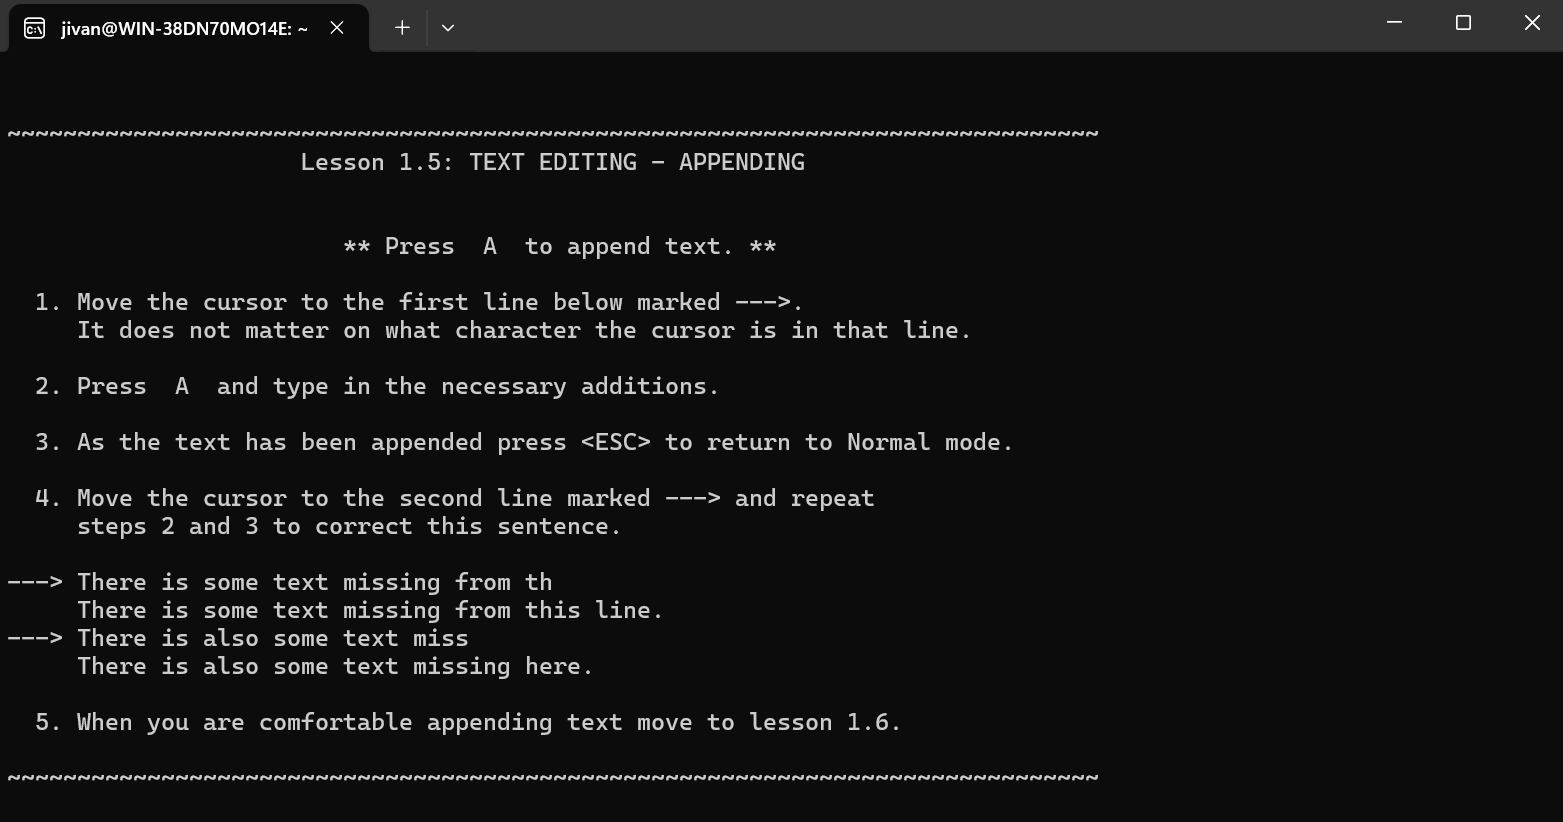 jivan@WIN-38DN70MO14E: ~
~~~~~~~~~~~~~~~~~~~~~~~~~~~~~~~~~~~~~~~~~~~~~~~~~~~~~~~~~~~~~~~~~~~~~~~~~~~~~~
Lesson 1.5: TEXT EDITING - APPENDING
** Press  A  to append text. **
1. Move the cursor to the first line below marked --->.
It does not matter on what character the cursor is in that line.
2. Press  A  and type in the necessary additions.
3. As the text has been appended press <ESC> to return to Normal mode.
4. Move the cursor to the second line marked ---> and repeat
steps 2 and 3 to correct this sentence.
---> There is some text missing from th
There is some text missing from this line.
---> There is also some text miss
There is also some text missing here.
5. When you are comfortable appending text move to lesson 1.6.
~~~~~~~~~~~~~~~~~~~~~~~~~~~~~~~~~~~~~~~~~~~~~~~~~~~~~~~~~~~~~~~~~~~~~~~~~~~~~~